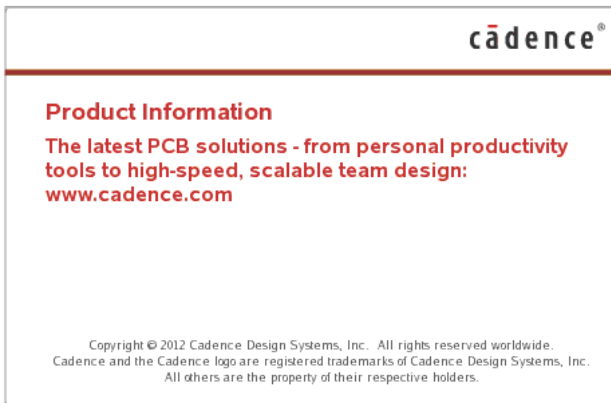 cādence®
Product Information
The latest PCB solutions - from personal productivity
tools to high-speed, scalable team design:
www.cadence.com
Copyright © 2012 Cadence Design Systems, Inc. All rights reserved worldwide.
Cadence and the Cadence logo are registered trademarks of Cadence Design Systems, Inc.
All others are the property of their respective holders.